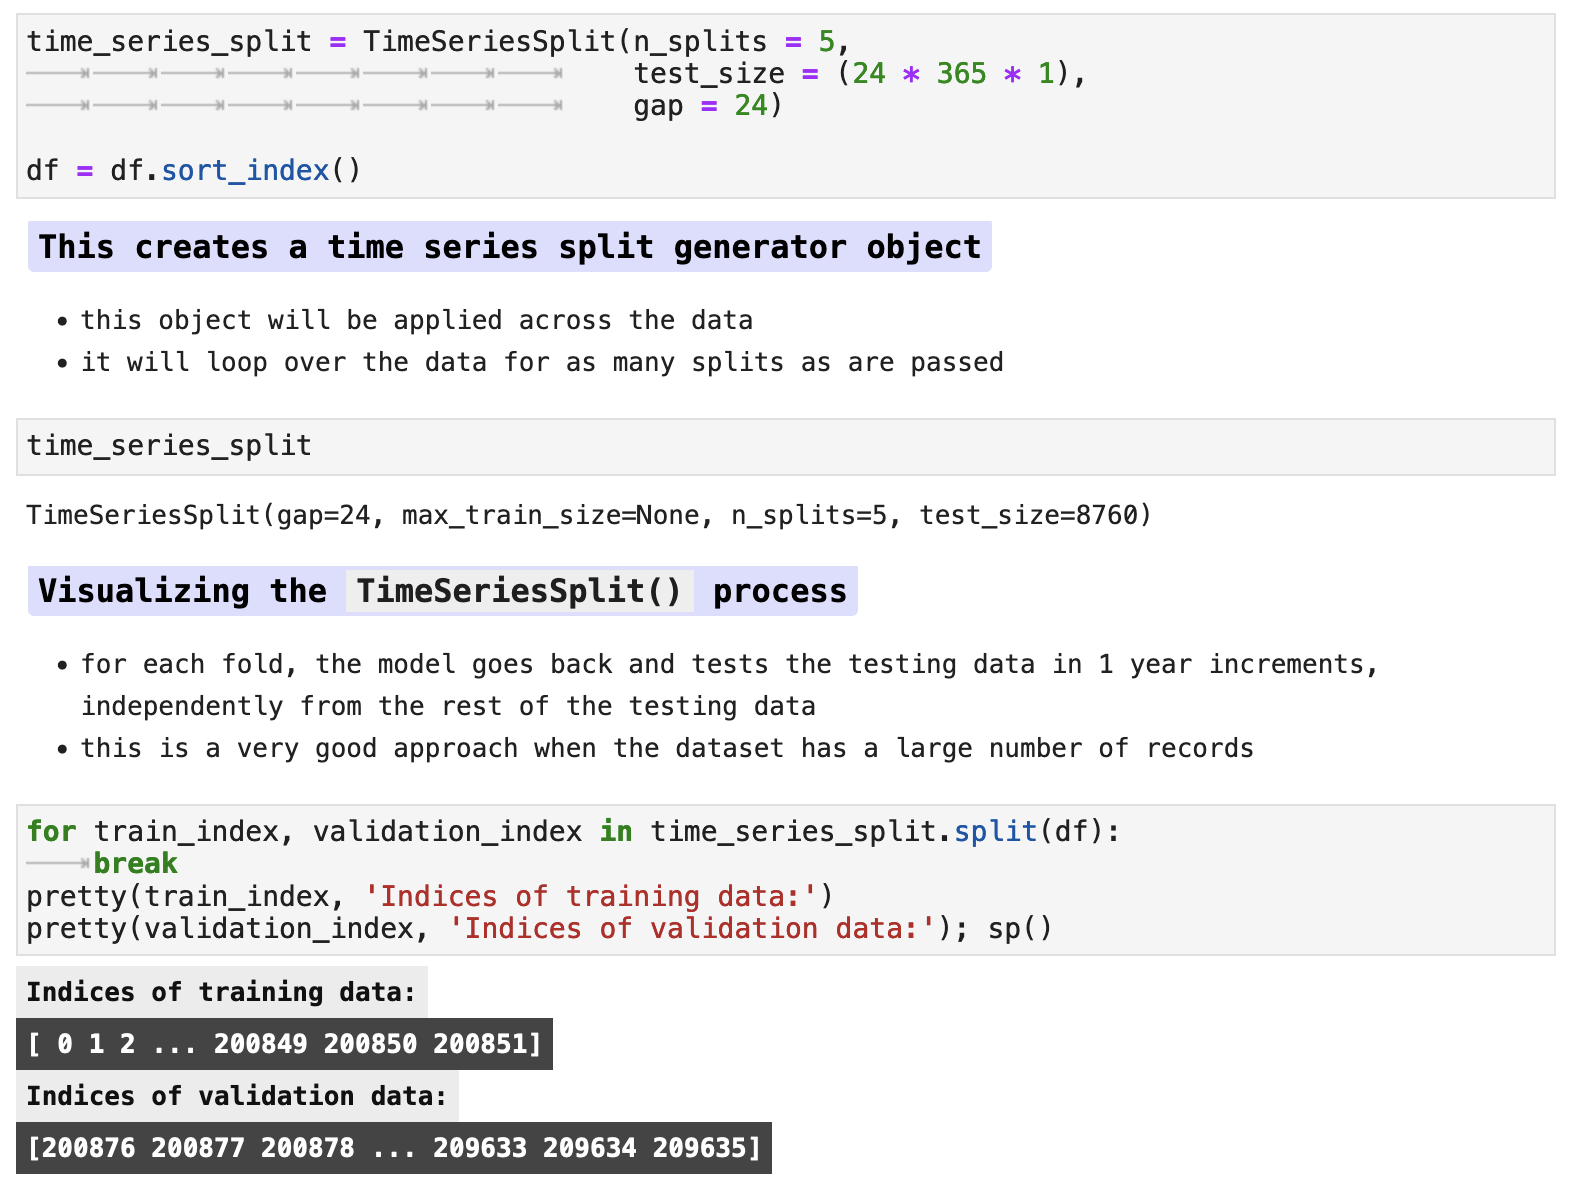 time_series_split = TimeSeriesSplit(n_splits = 5,
test_size = (24 * 365 * 1),
gap = 24)
df = df.sort_index()
This creates a time series split generator object
• this object will be applied across the data
• it will loop over the data for as many splits as are passed
time_series_split
TimeSeriesSplit(gap=24, max_train_size=None, n_splits=5, test_size=8760)
Visualizing the TimeSeriesSplit() process
• for each fold, the model goes back and tests the testing data in 1 year increments,
independently from the rest of the testing data
• this is a very good approach when the dataset has a large number of records
for train_index, validation_index in time_series_split.split(df):
break
pretty(train_index, 'Indices of training data:')
pretty(validation_index, 'Indices of validation data:'); sp()
Indices of training data:
[ 0 1 2 ... 200849 200850 200851]
Indices of validation data:
[200876 200877 200878 ... 209633 209634 209635]